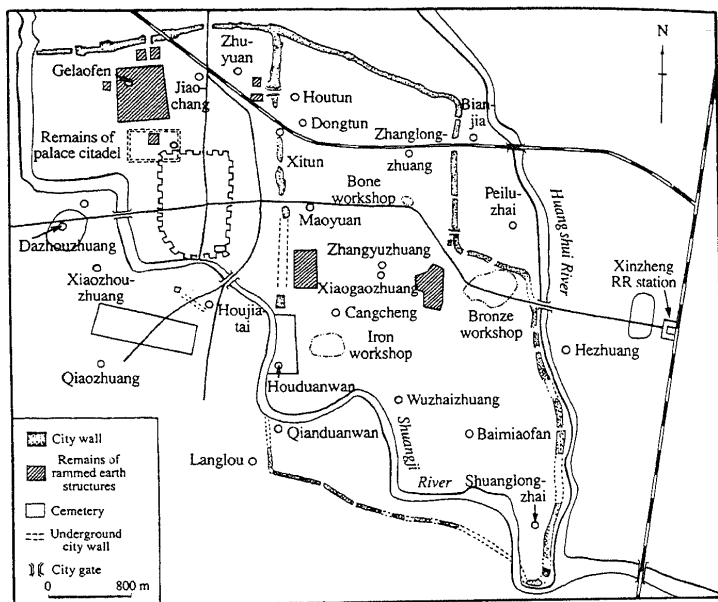 Zhu-
yuan
N
Gelaofen
Jiao-
chang
Houtun
Bian-
jia
Dongtun
Zhanglong-
zhuang
Remains of
palace citadel
Xitun
Bone
workshop
Peilu-
zhai
Huangshui River
Maoyuan
Dazhouzhuang
Zhangyuzhuang
Xinzheng
RR station
Xiaozhou-
zhuang
Xiaogaozhuang
Houjia-
tai
Cangcheng
Bronze
workshop
Iron
workshop
Hezhuang
Qiaozhuang
Houduanwan
Wuzhaizhuang
Shuangji
River
Qianduanwan
Baimiaofan
Langlou
Shuanglong-
zhai
City wall
Remains of
rammed earth
structures
Cemetery
Underground
city wall
City gate
0 800 m